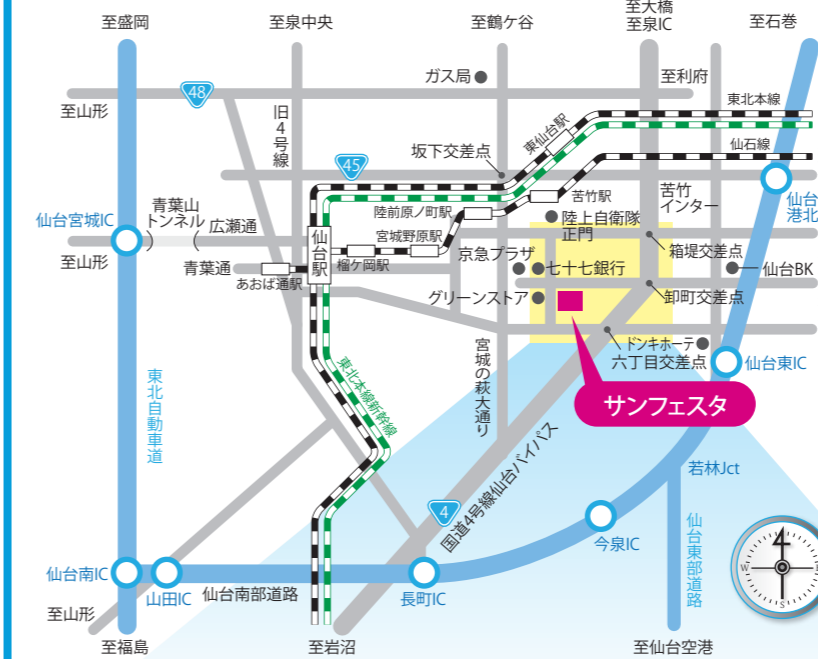 至盛岡
至泉中央
至鶴ケ谷
至大橋
至泉IC
至石巻
ガス局
至利府
48
至山形
旧4号線
東北本線
東仙台駅
仙石線
坂下交差点
45
苦竹駅
苦竹
インター
仙台
港北
陸前原ノ町駅
青葉山
トンネル
広瀬通
仙台宮城IC
至山形
陸上自衛隊
正門
宮城野原駅
仙台駅
箱堤交差点
京急プラザ
七十七銀行
仙台BK
青葉通
あおば通駅
榴ケ岡駅
グリーンストア
卸町交差点
ドンキホーテ
六丁目交差点
仙台東IC
宮城の萩大通り
東北本線新幹線
東北自動車道
サンフェスタ
国道4号線仙台バイパス
若林Jct
4
今泉IC
仙台東部道路
N
W
E
S
仙台南IC
山田IC
仙台南部道路
長町IC
至山形
至福島
至岩沼
至仙台空港